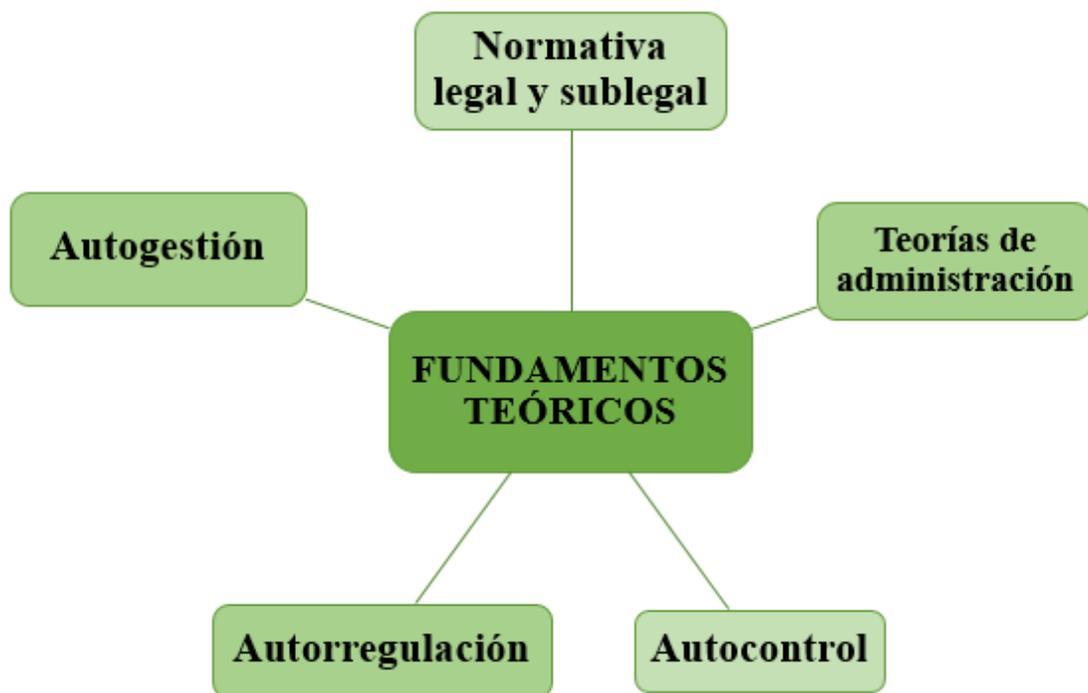 Normativa
legal y sublegal
Autogestión
Teorías de
administración
FUNDAMENTOS
TEÓRICOS
Autorregulación
Autocontrol